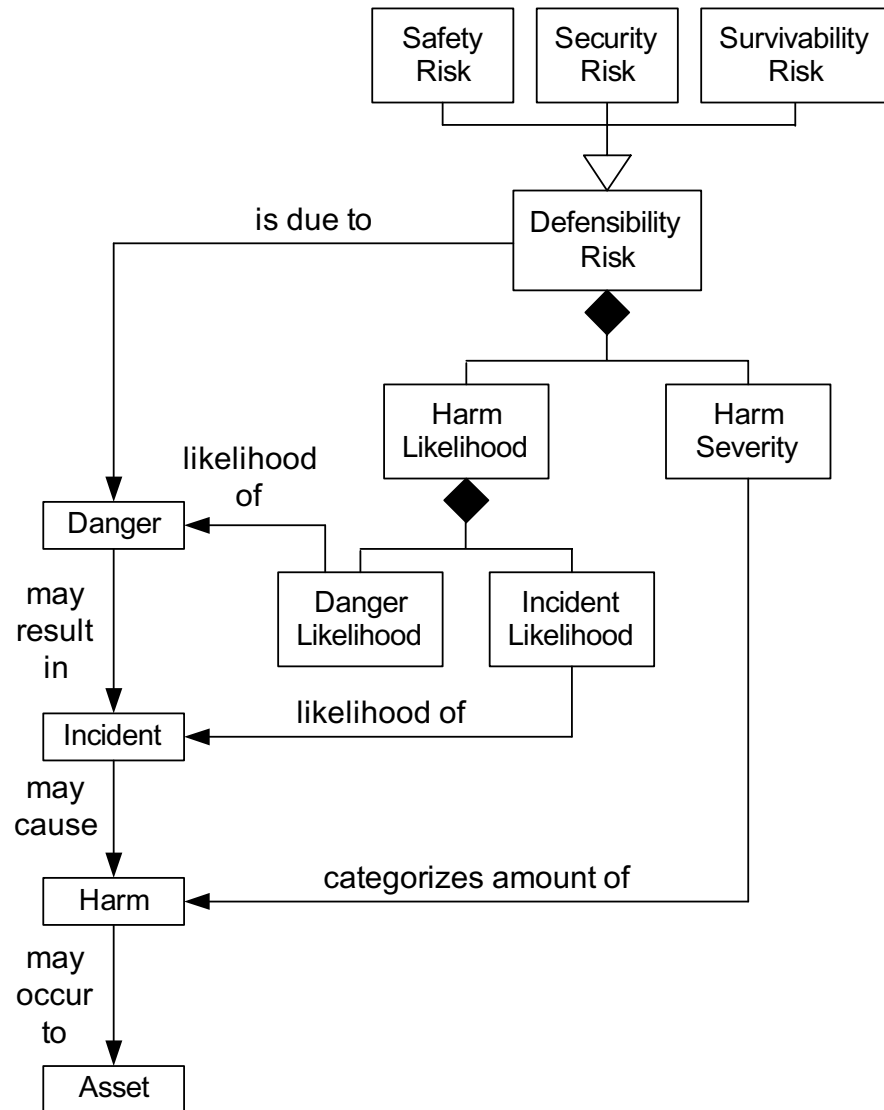 Safety
Risk
Security
Risk
Survivability
Risk
is due to
Defensibility
Risk
Harm
Likelihood
Harm
Severity
likelihood
of
Danger
Danger
Likelihood
Incident
Likelihood
may
result
in
likelihood of
Incident
may
cause
categorizes amount of
Harm
may
occur
to
Asset